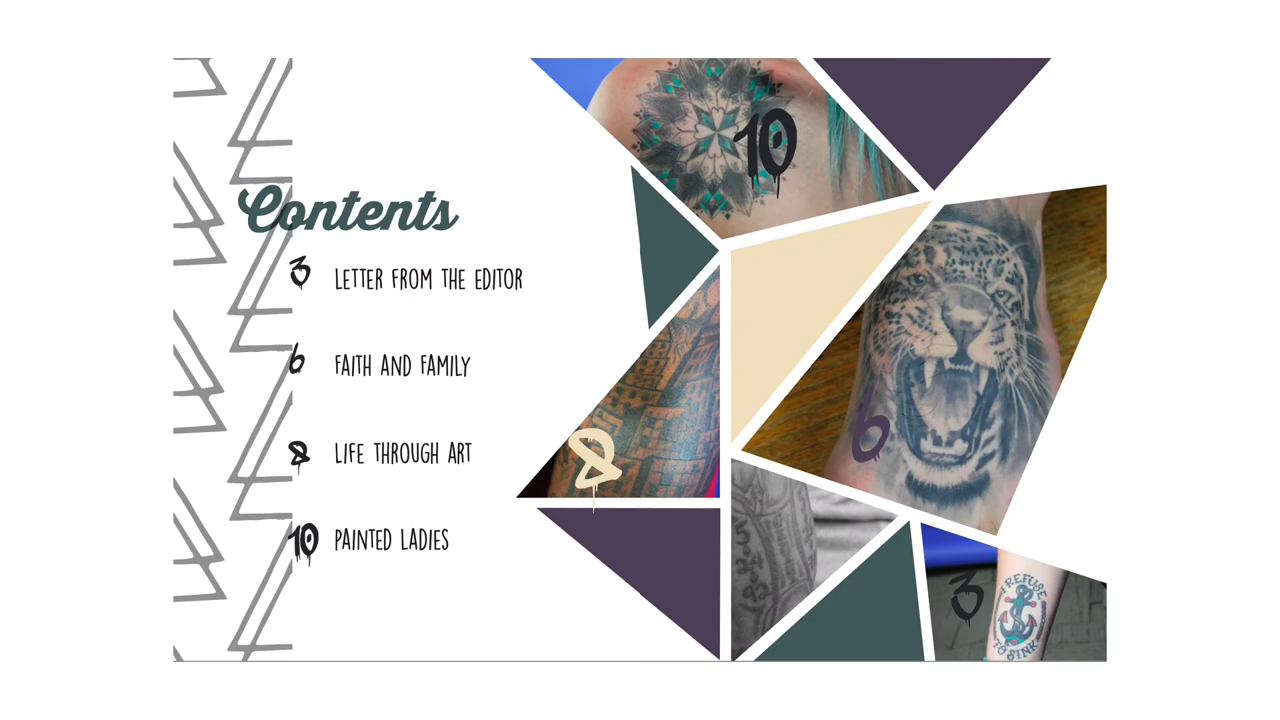 Contents
3 LETTER FROM THE EDITOR
6 FAITH AND FAMILY
8 LIFE THROUGH ART
10 PAINTED LADIES
10
6
8
3
I REFUSE
TO SINK